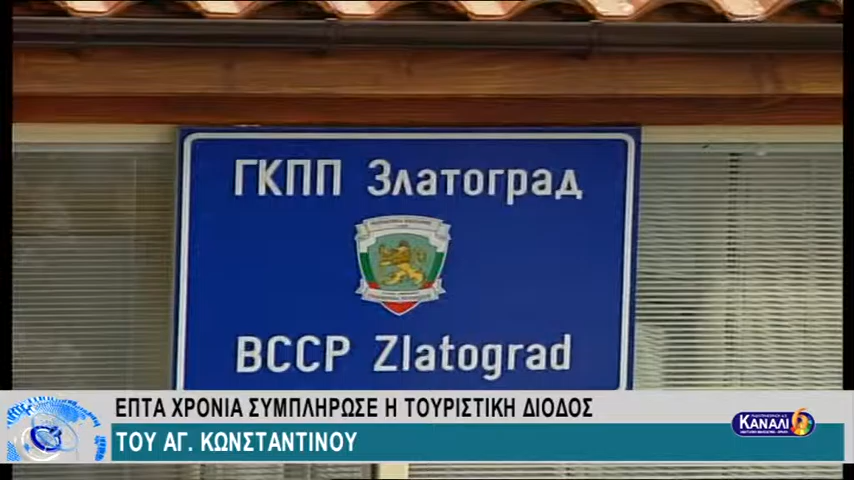 ГКПП Златоград
BCCP Zlatograd
ΕΠΤΑ ΧΡΟΝΙΑ ΣΥΜΠΛΗΡΩΣΕ Η ΤΟΥΡΙΣΤΙΚΗ ΔΙΟΔΟΣ
ΤΟΥ ΑΓ. ΚΩΝΣΤΑΝΤΙΝΟΥ
ΚΑΝΑΛΙ 6